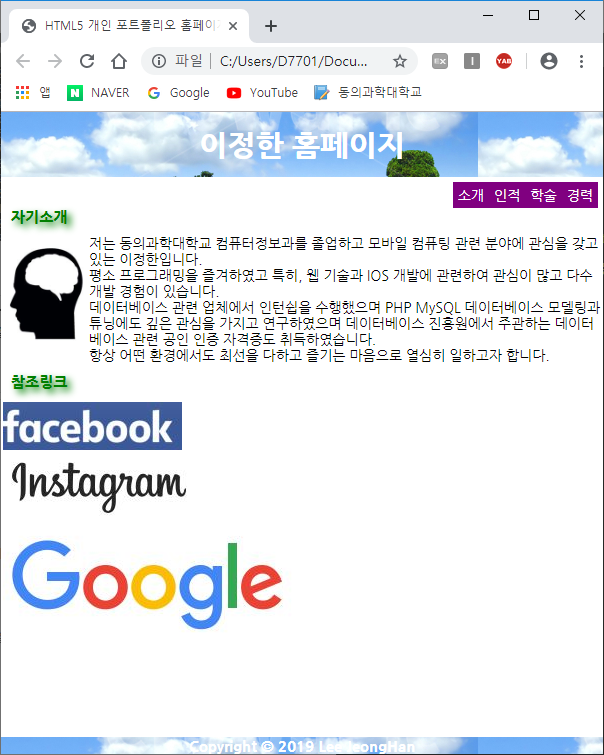 HTML5 개인 포트폴리오 홈페이지
파일 | C:/Users/D7701/Docu...
YAB
앱 NAVER Google YouTube 동의과학대학교
이정한 홈페이지
소개 인적 학술 경력
자기소개
저는 동의과학대학교 컴퓨터정보과를 졸업하고 모바일 컴퓨팅 관련 분야에 관심을 갖고
있는 이정한입니다.
평소 프로그래밍을 즐겨하였고 특히, 웹 기술과 IOS 개발에 관련하여 관심이 많고 다수
개발 경험이 있습니다.
데이터베이스 관련 업체에서 인턴쉽을 수행했으며 PHP MySQL 데이터베이스 모델링과
튜닝에도 깊은 관심을 가지고 연구하였으며 데이터베이스 진흥원에서 주관하는 데이터
베이스 관련 공인 인증 자격증도 취득하였습니다.
항상 어떤 환경에서도 최선을 다하고 즐기는 마음으로 열심히 일하고자 합니다.
참조링크
facebook
Instagram
Google
Copyright © 2019 LeeJeongHan